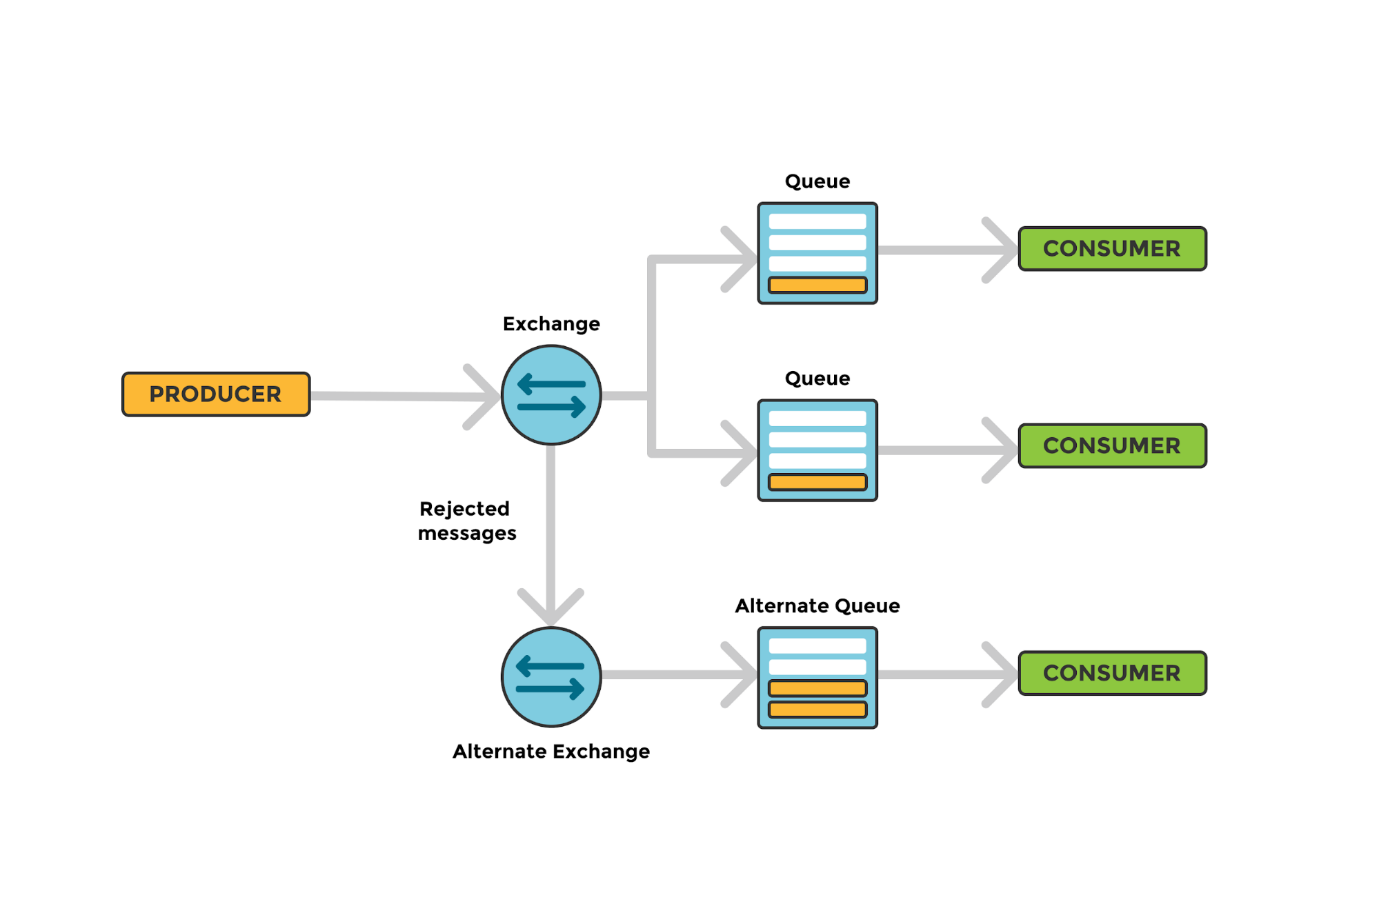 Queue
CONSUMER
Exchange
PRODUCER
Queue
CONSUMER
Rejected
messages
Alternate Queue
CONSUMER
Alternate Exchange